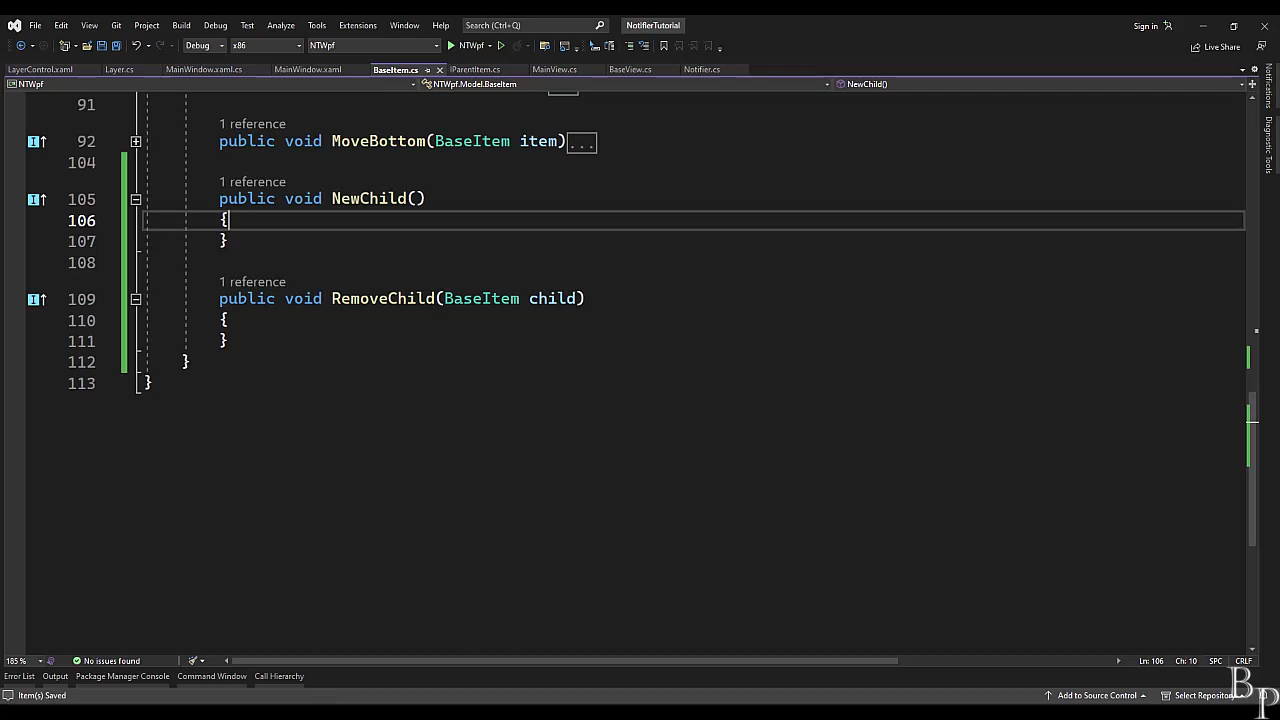 File Edit View Git Project Build Debug Test Analyze Tools Extensions Window Help Search (Ctrl+Q) NotifierTutorial Sign in
Debug x86 NTWpf NTWpf Live Share
LayerControl.xaml Layer.cs MainWindow.xaml.cs MainWindow.xaml BaseItem.cs IParentItem.cs MainView.cs BaseView.cs Notifier.cs
NTWpf NTWpf.Model.BaseItem NewChild()
91
1 reference
92 public void MoveBottom(BaseItem item)...
104
1 reference
105 public void NewChild()
106 {
107 }
108
1 reference
109 public void RemoveChild(BaseItem child)
110 {
111 }
112 }
113 }
Notifications
Diagnostic Tools
185 % No issues found Ln: 106 Ch: 10 SPC CRLF
Error List Output Package Manager Console Command Window Call Hierarchy
Item(s) Saved Add to Source Control Select Repository
BP